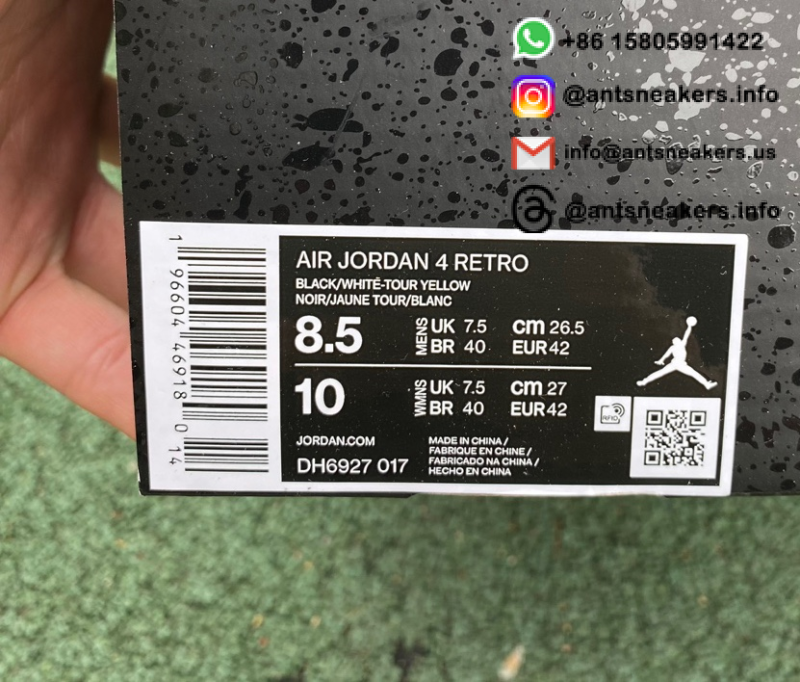 +86 15805991422
@antsneakers.info
info@antsneakers.us
@antsneakers.info
1 96604 46918 0 14
AIR JORDAN 4 RETRO
BLACK/WHITE-TOUR YELLOW
NOIR/JAUNE TOUR/BLANC
8.5 MENS UK 7.5 cm 26.5
BR 40 EUR 42
10 WMNS UK 7.5 cm 27
BR 40 EUR 42
RFID
JORDAN.COM
DH6927 017
MADE IN CHINA /
FABRIQUE EN CHINE /
FABRICADO NA CHINA /
HECHO EN CHINA